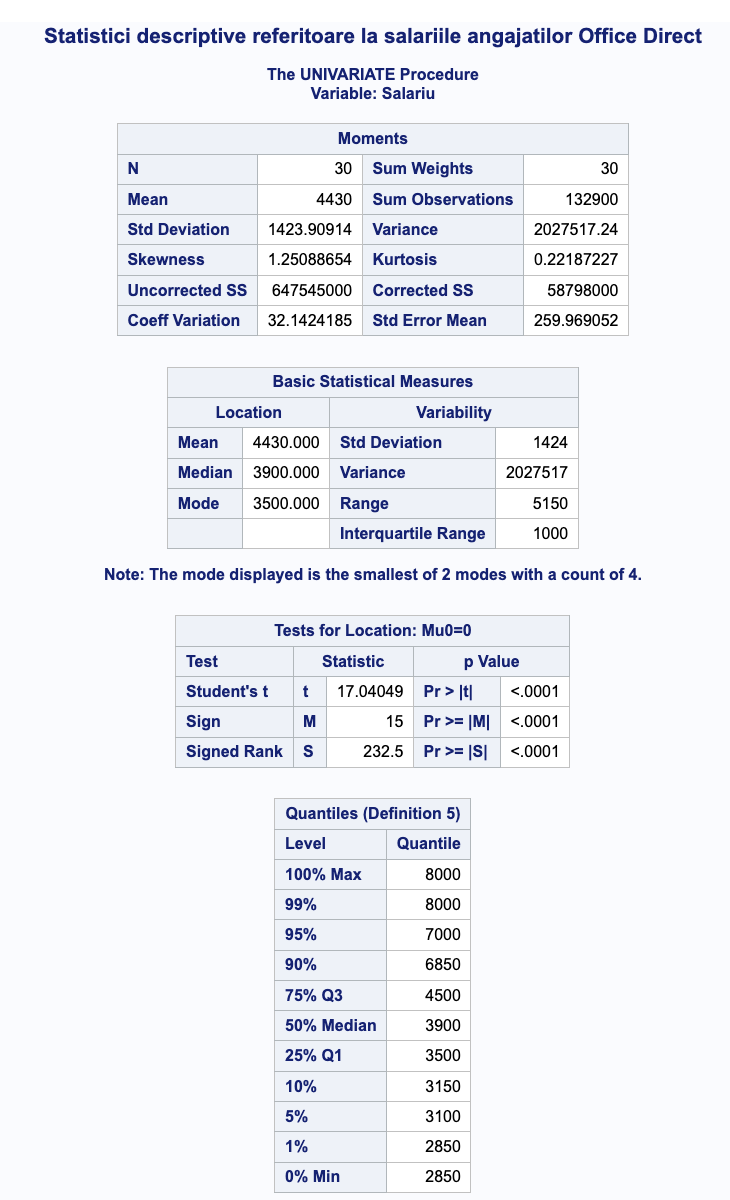 Statistici descriptive referitoare la salariile angajatilor Office Direct
The UNIVARIATE Procedure
Variable: Salariu
Moments
N 30 Sum Weights 30
Mean 4430 Sum Observations 132900
Std Deviation 1423.90914 Variance 2027517.24
Skewness 1.25088654 Kurtosis 0.22187227
Uncorrected SS 647545000 Corrected SS 58798000
Coeff Variation 32.1424185 Std Error Mean 259.969052
Basic Statistical Measures
Location Variability
Mean 4430.000 Std Deviation 1424
Median 3900.000 Variance 2027517
Mode 3500.000 Range 5150
Interquartile Range 1000
Note: The mode displayed is the smallest of 2 modes with a count of 4.
Tests for Location: Mu0=0
Test Statistic p Value
Student's t t 17.04049 Pr > |t| <.0001
Sign M 15 Pr >= |M| <.0001
Signed Rank S 232.5 Pr >= |S| <.0001
Quantiles (Definition 5)
Level Quantile
100% Max 8000
99% 8000
95% 7000
90% 6850
75% Q3 4500
50% Median 3900
25% Q1 3500
10% 3150
5% 3100
1% 2850
0% Min 2850